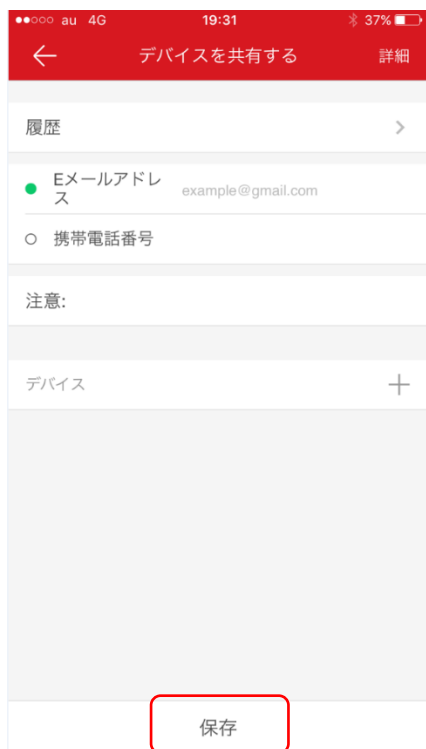 au 4G 19:31 37%
デバイスを共有する 詳細
履歴
Eメールアドレ
ス example@gmail.com
携帯電話番号
注意:
デバイス
保存